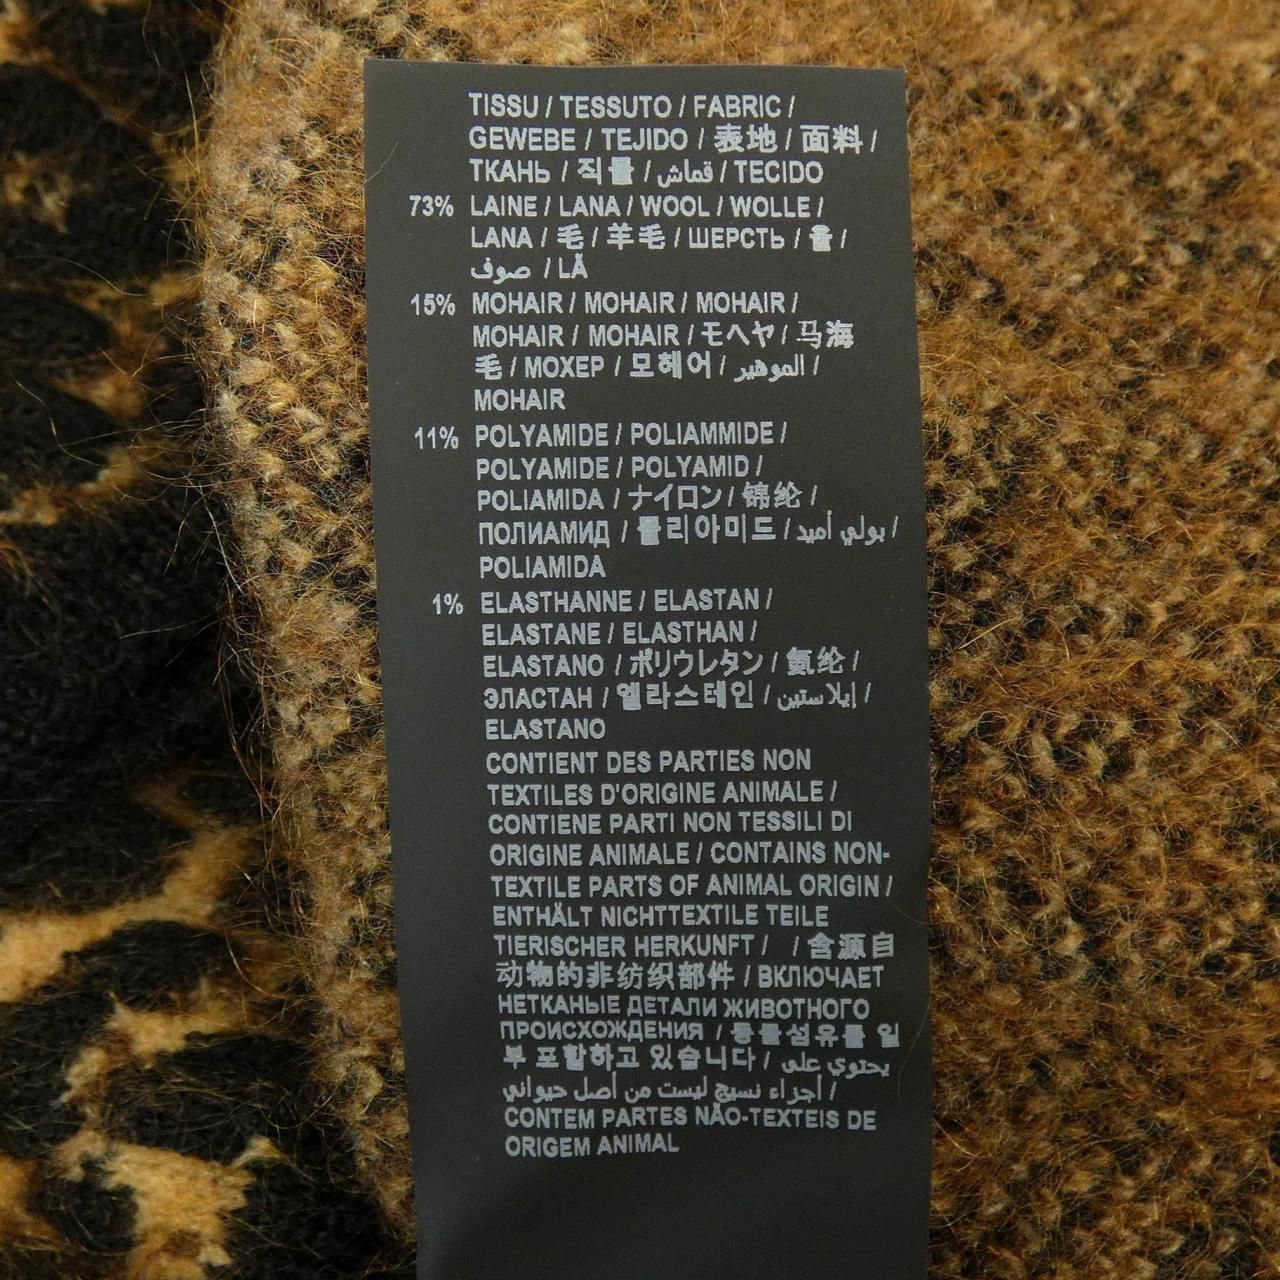 TISSU / TESSUTO / FABRIC /
GEWEBE / TEJIDO / 表地 / 面料 /
ТКАНЬ / 직물 / قماش / TECIDO
73% LAINE / LANA / WOOL / WOLLE /
LANA / 毛 / 羊毛 / ШЕРСТЬ / 울 /
صوف / LÃ
15% MOHAIR / MOHAIR / MOHAIR /
MOHAIR / MOHAIR / モヘヤ / 马海
毛 / МОХЕР / 모헤어 / الموهير /
MOHAIR
11% POLYAMIDE / POLIAMMIDE /
POLYAMIDE / POLYAMID /
POLIAMIDA / ナイロン / 锦纶 /
ПОЛИАМИД / 폴리아미드 / بولي أميد /
POLIAMIDA
1% ELASTHANNE / ELASTAN /
ELASTANE / ELASTHAN /
ELASTANO / ポリウレタン / 氨纶 /
ЭЛАСТАН / 엘라스테인 / إيلاستين /
ELASTANO
CONTIENT DES PARTIES NON
TEXTILES D'ORIGINE ANIMALE /
CONTIENE PARTI NON TESSILI DI
ORIGINE ANIMALE / CONTAINS NON-
TEXTILE PARTS OF ANIMAL ORIGIN /
ENTHÄLT NICHTTEXTILE TEILE
TIERISCHER HERKUNFT / / 含源自
动物的非纺织部件 / ВКЛЮЧАЕТ
НЕТКАНЫЕ ДЕТАЛИ ЖИВОТНОГО
ПРОИСХОЖДЕНИЯ / 동물섬유를 일
부 포함하고 있습니다 / يحتوي على
أجزاء نسيج ليست من أصل حيواني /
CONTEM PARTES NÃO-TEXTEIS DE
ORIGEM ANIMAL